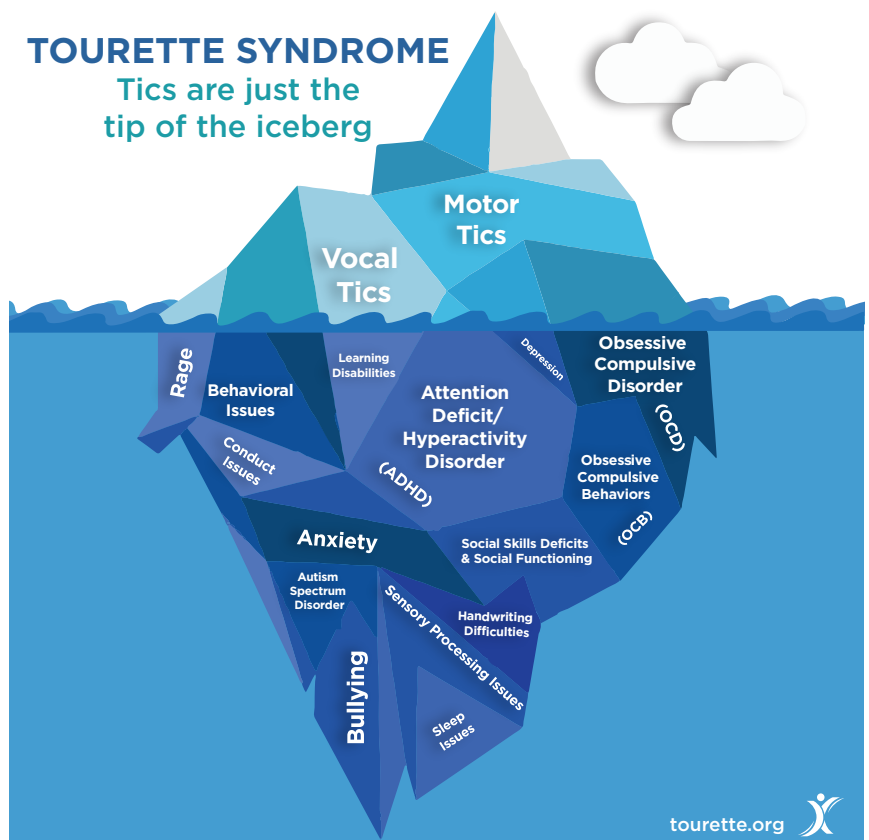 TOURETTE SYNDROME
Tics are just the
tip of the iceberg
Motor
Tics
Vocal
Tics
Rage
Behavioral
Issues
Learning
Disabilities
Attention
Deficit/
Hyperactivity
Disorder
(ADHD)
Depression
Obsessive
Compulsive
Disorder
(OCD)
Conduct
Issues
Obsessive
Compulsive
Behaviors
(OCB)
Anxiety
Social Skills Deficits
& Social Functioning
Autism
Spectrum
Disorder
Sensory Processing Issues
Handwriting
Difficulties
Bullying
Sleep
Issues
tourette.org